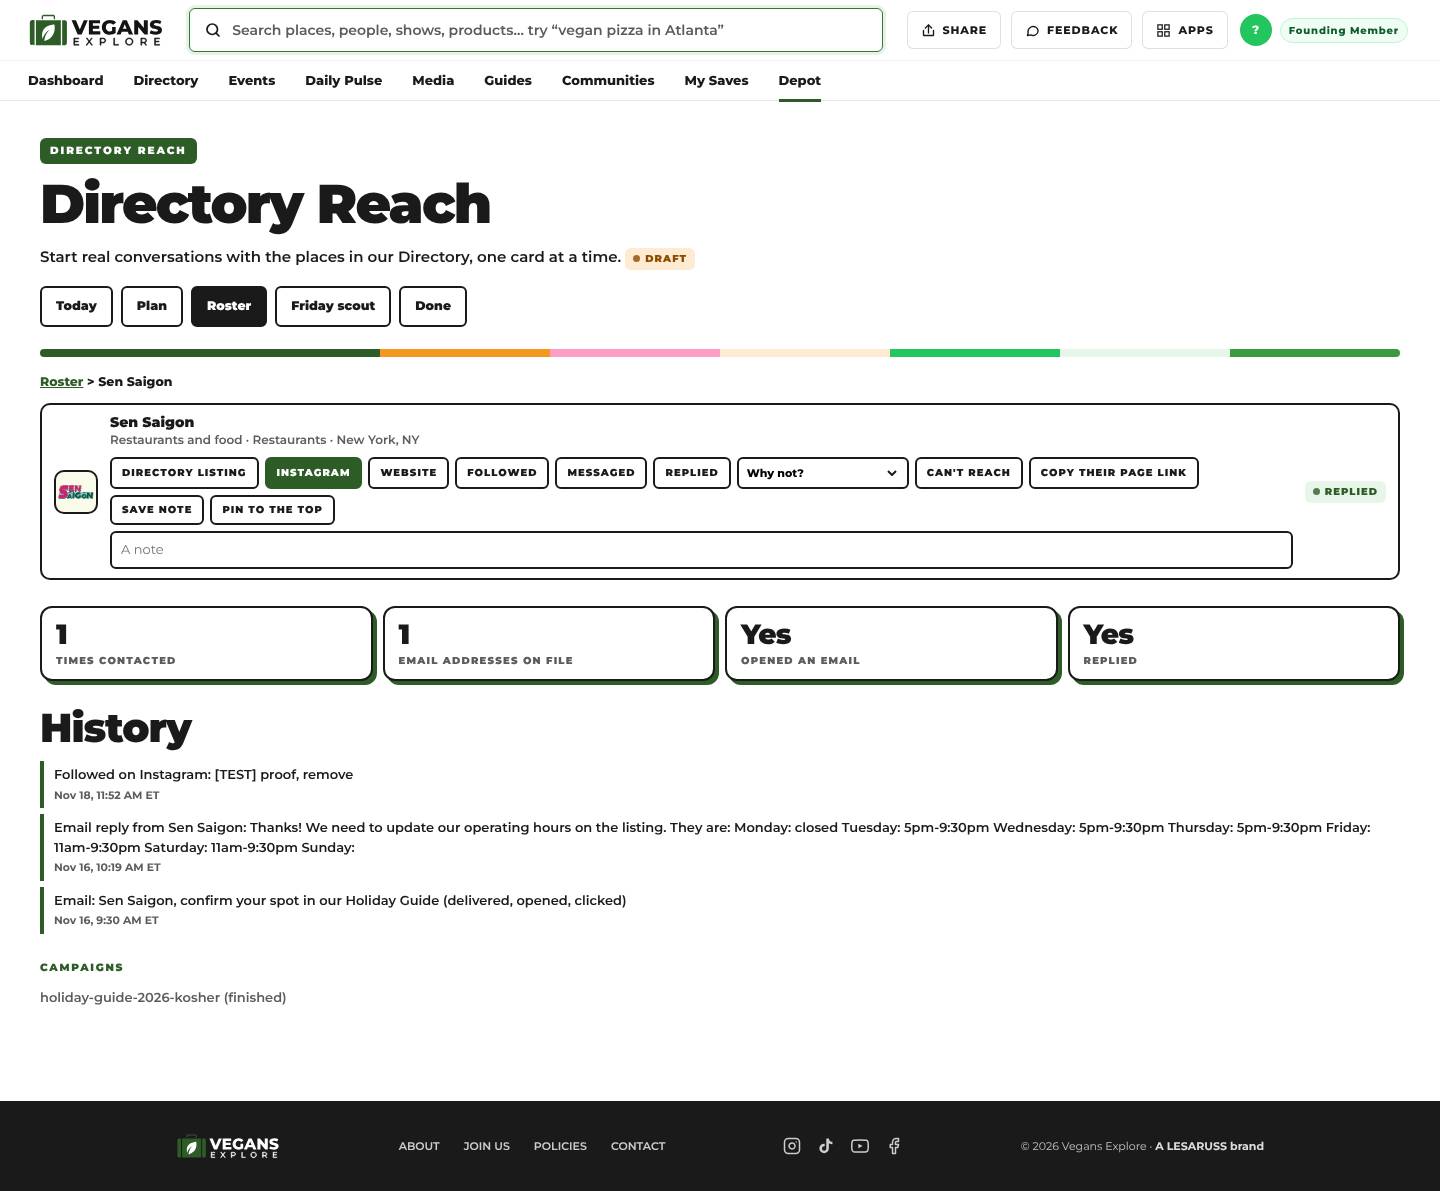 VEGANS
EXPLORE
Search places, people, shows, products... try “vegan pizza in Atlanta”
SHARE
FEEDBACK
APPS
?
Founding Member
Dashboard
Directory
Events
Daily Pulse
Media
Guides
Communities
My Saves
Depot
DIRECTORY REACH
Directory Reach
Start real conversations with the places in our Directory, one card at a time. DRAFT
Today
Plan
Roster
Friday scout
Done
Roster > Sen Saigon
Sen Saigon
Restaurants and food · Restaurants · New York, NY
SEN
SAIGON
DIRECTORY LISTING
INSTAGRAM
WEBSITE
FOLLOWED
MESSAGED
REPLIED
Why not?
CAN'T REACH
COPY THEIR PAGE LINK
SAVE NOTE
PIN TO THE TOP
REPLIED
A note
1
TIMES CONTACTED
1
EMAIL ADDRESSES ON FILE
Yes
OPENED AN EMAIL
Yes
REPLIED
History
Followed on Instagram: [TEST] proof, remove
Nov 18, 11:52 AM ET
Email reply from Sen Saigon: Thanks! We need to update our operating hours on the listing. They are: Monday: closed Tuesday: 5pm-9:30pm Wednesday: 5pm-9:30pm Thursday: 5pm-9:30pm Friday:
11am-9:30pm Saturday: 11am-9:30pm Sunday:
Nov 16, 10:19 AM ET
Email: Sen Saigon, confirm your spot in our Holiday Guide (delivered, opened, clicked)
Nov 16, 9:30 AM ET
CAMPAIGNS
holiday-guide-2026-kosher (finished)
VEGANS
EXPLORE
ABOUT
JOIN US
POLICIES
CONTACT
© 2026 Vegans Explore · A LESARUSS brand